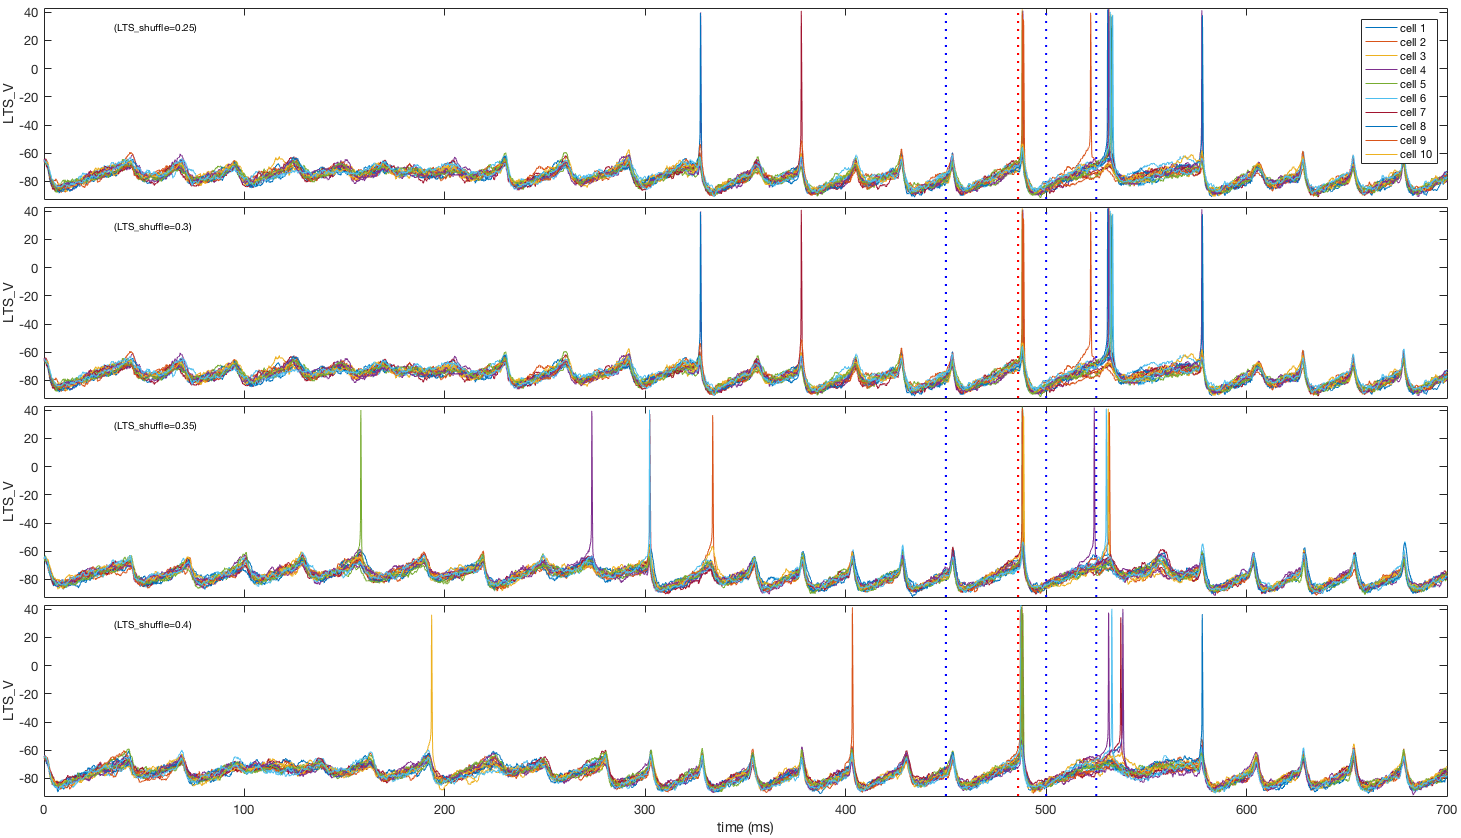 40
20
0
-20
-40
-60
-80
LTS_V
(LTS_shuffle=0.25)
cell 1
cell 2
cell 3
cell 4
cell 5
cell 6
cell 7
cell 8
cell 9
cell 10
40
20
0
-20
-40
-60
-80
LTS_V
(LTS_shuffle=0.3)
40
20
0
-20
-40
-60
-80
LTS_V
(LTS_shuffle=0.35)
40
20
0
-20
-40
-60
-80
LTS_V
(LTS_shuffle=0.4)
0 100 200 300 400 500 600 700
time (ms)